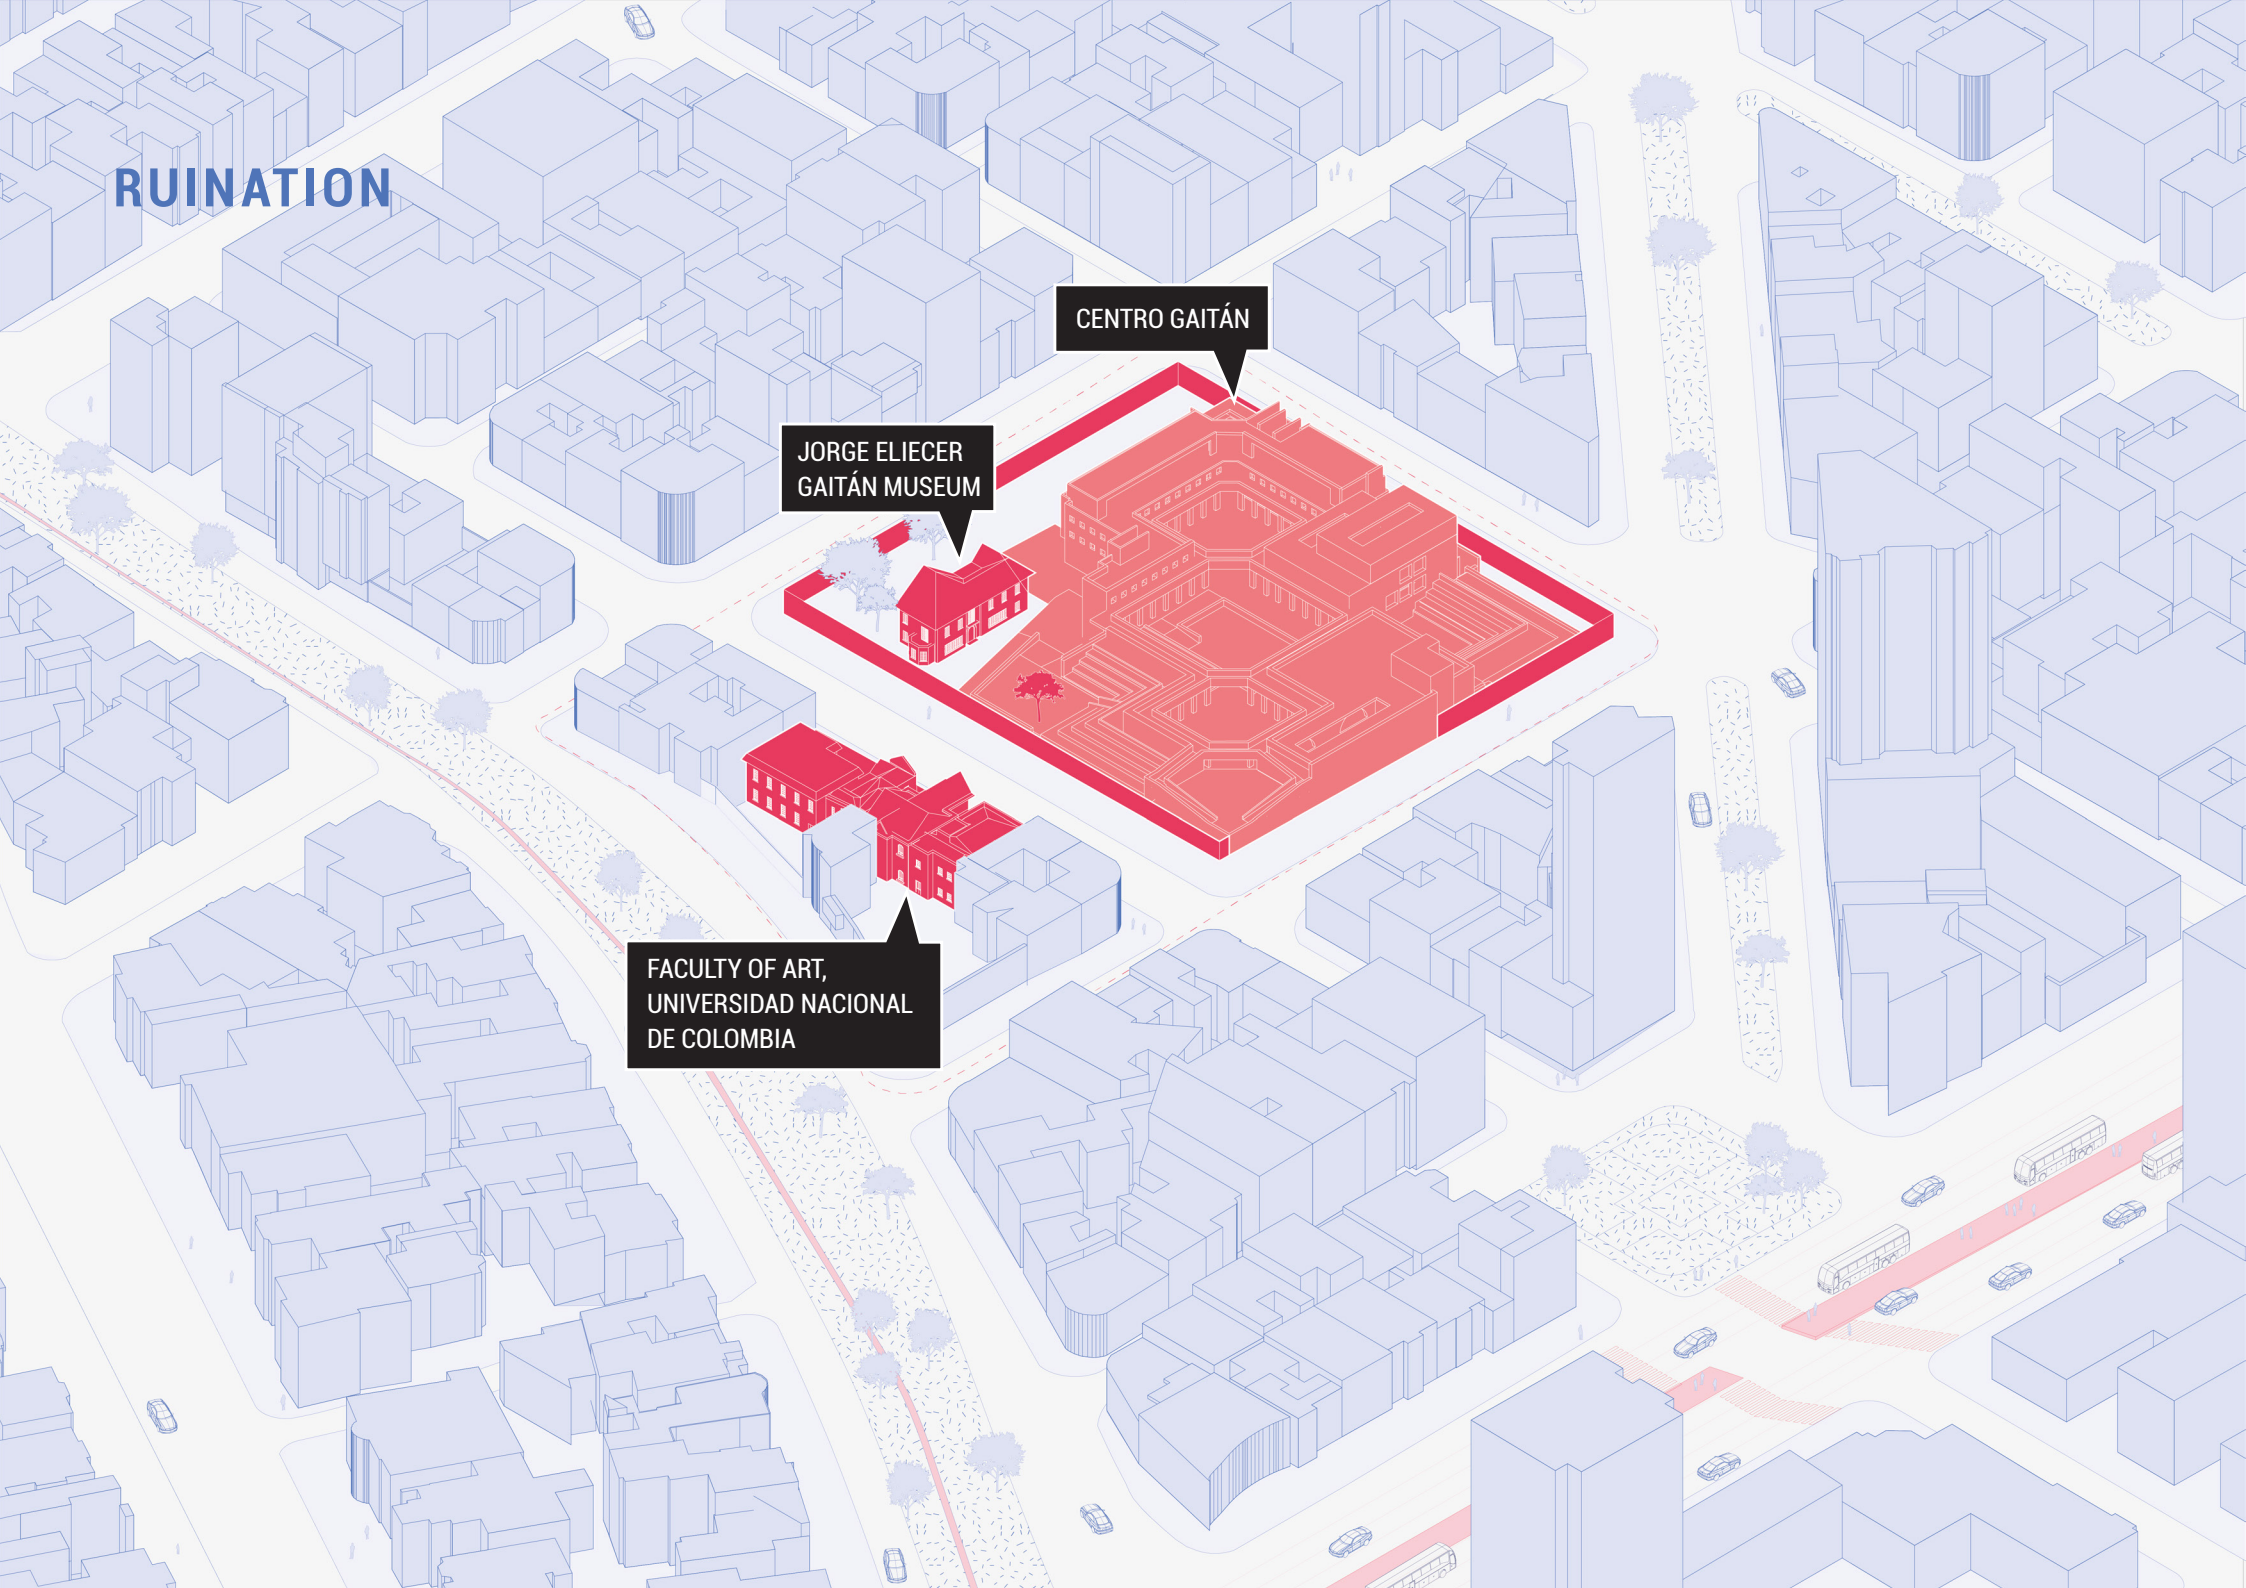 RUINATION
CENTRO GAITÁN
JORGE ELIECER
GAITÁN MUSEUM
FACULTY OF ART,
UNIVERSIDAD NACIONAL
DE COLOMBIA